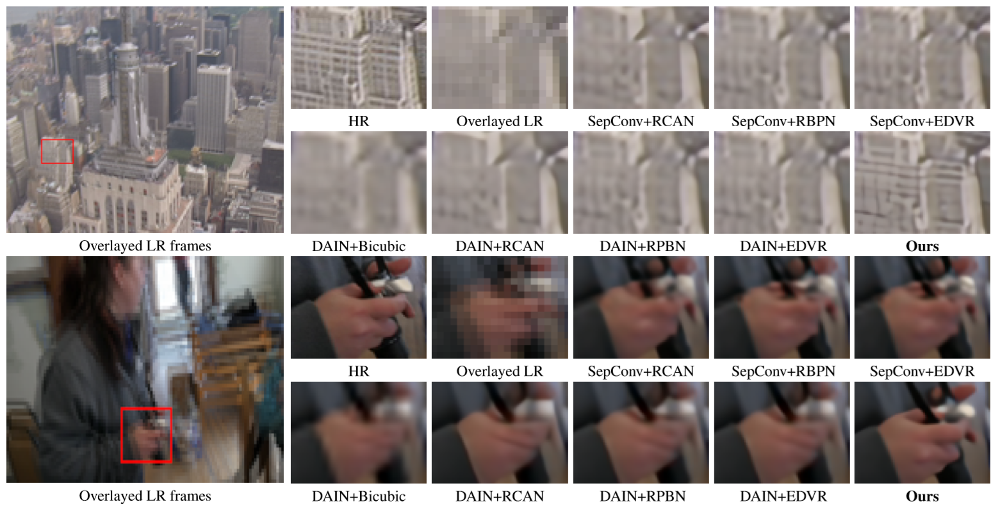 HR Overlayed LR SepConv+RCAN SepConv+RBPN SepConv+EDVR
Overlayed LR frames DAIN+Bicubic DAIN+RCAN DAIN+RPBN DAIN+EDVR Ours
HR Overlayed LR SepConv+RCAN SepConv+RBPN SepConv+EDVR
Overlayed LR frames DAIN+Bicubic DAIN+RCAN DAIN+RPBN DAIN+EDVR Ours